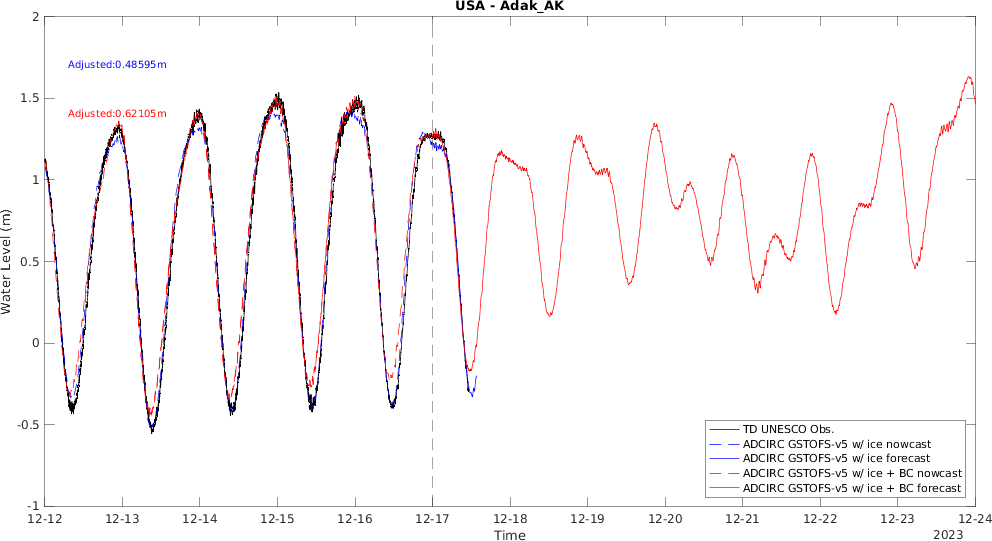 USA - Adak_AK
2
1.5
1
0.5
0
-0.5
-1
Water Level (m)
Adjusted:0.48595m
Adjusted:0.62105m
TD UNESCO Obs.
ADCIRC GSTOFS-v5 w/ ice nowcast
ADCIRC GSTOFS-v5 w/ ice forecast
ADCIRC GSTOFS-v5 w/ ice + BC nowcast
ADCIRC GSTOFS-v5 w/ ice + BC forecast
12-12 12-13 12-14 12-15 12-16 12-17 12-18 12-19 12-20 12-21 12-22 12-23 12-24
Time
2023